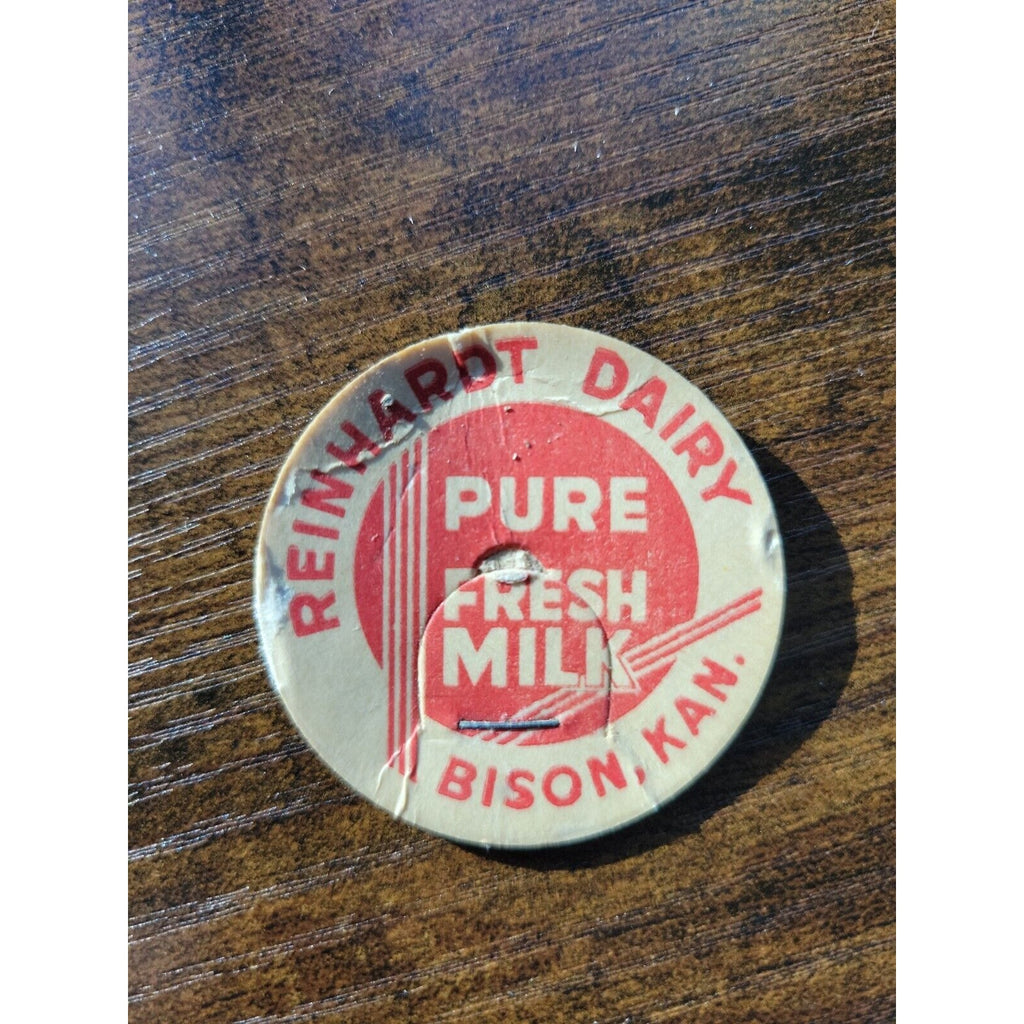 REINHARDT DAIRY
PURE
FRESH
MILK
BISON, KAN.